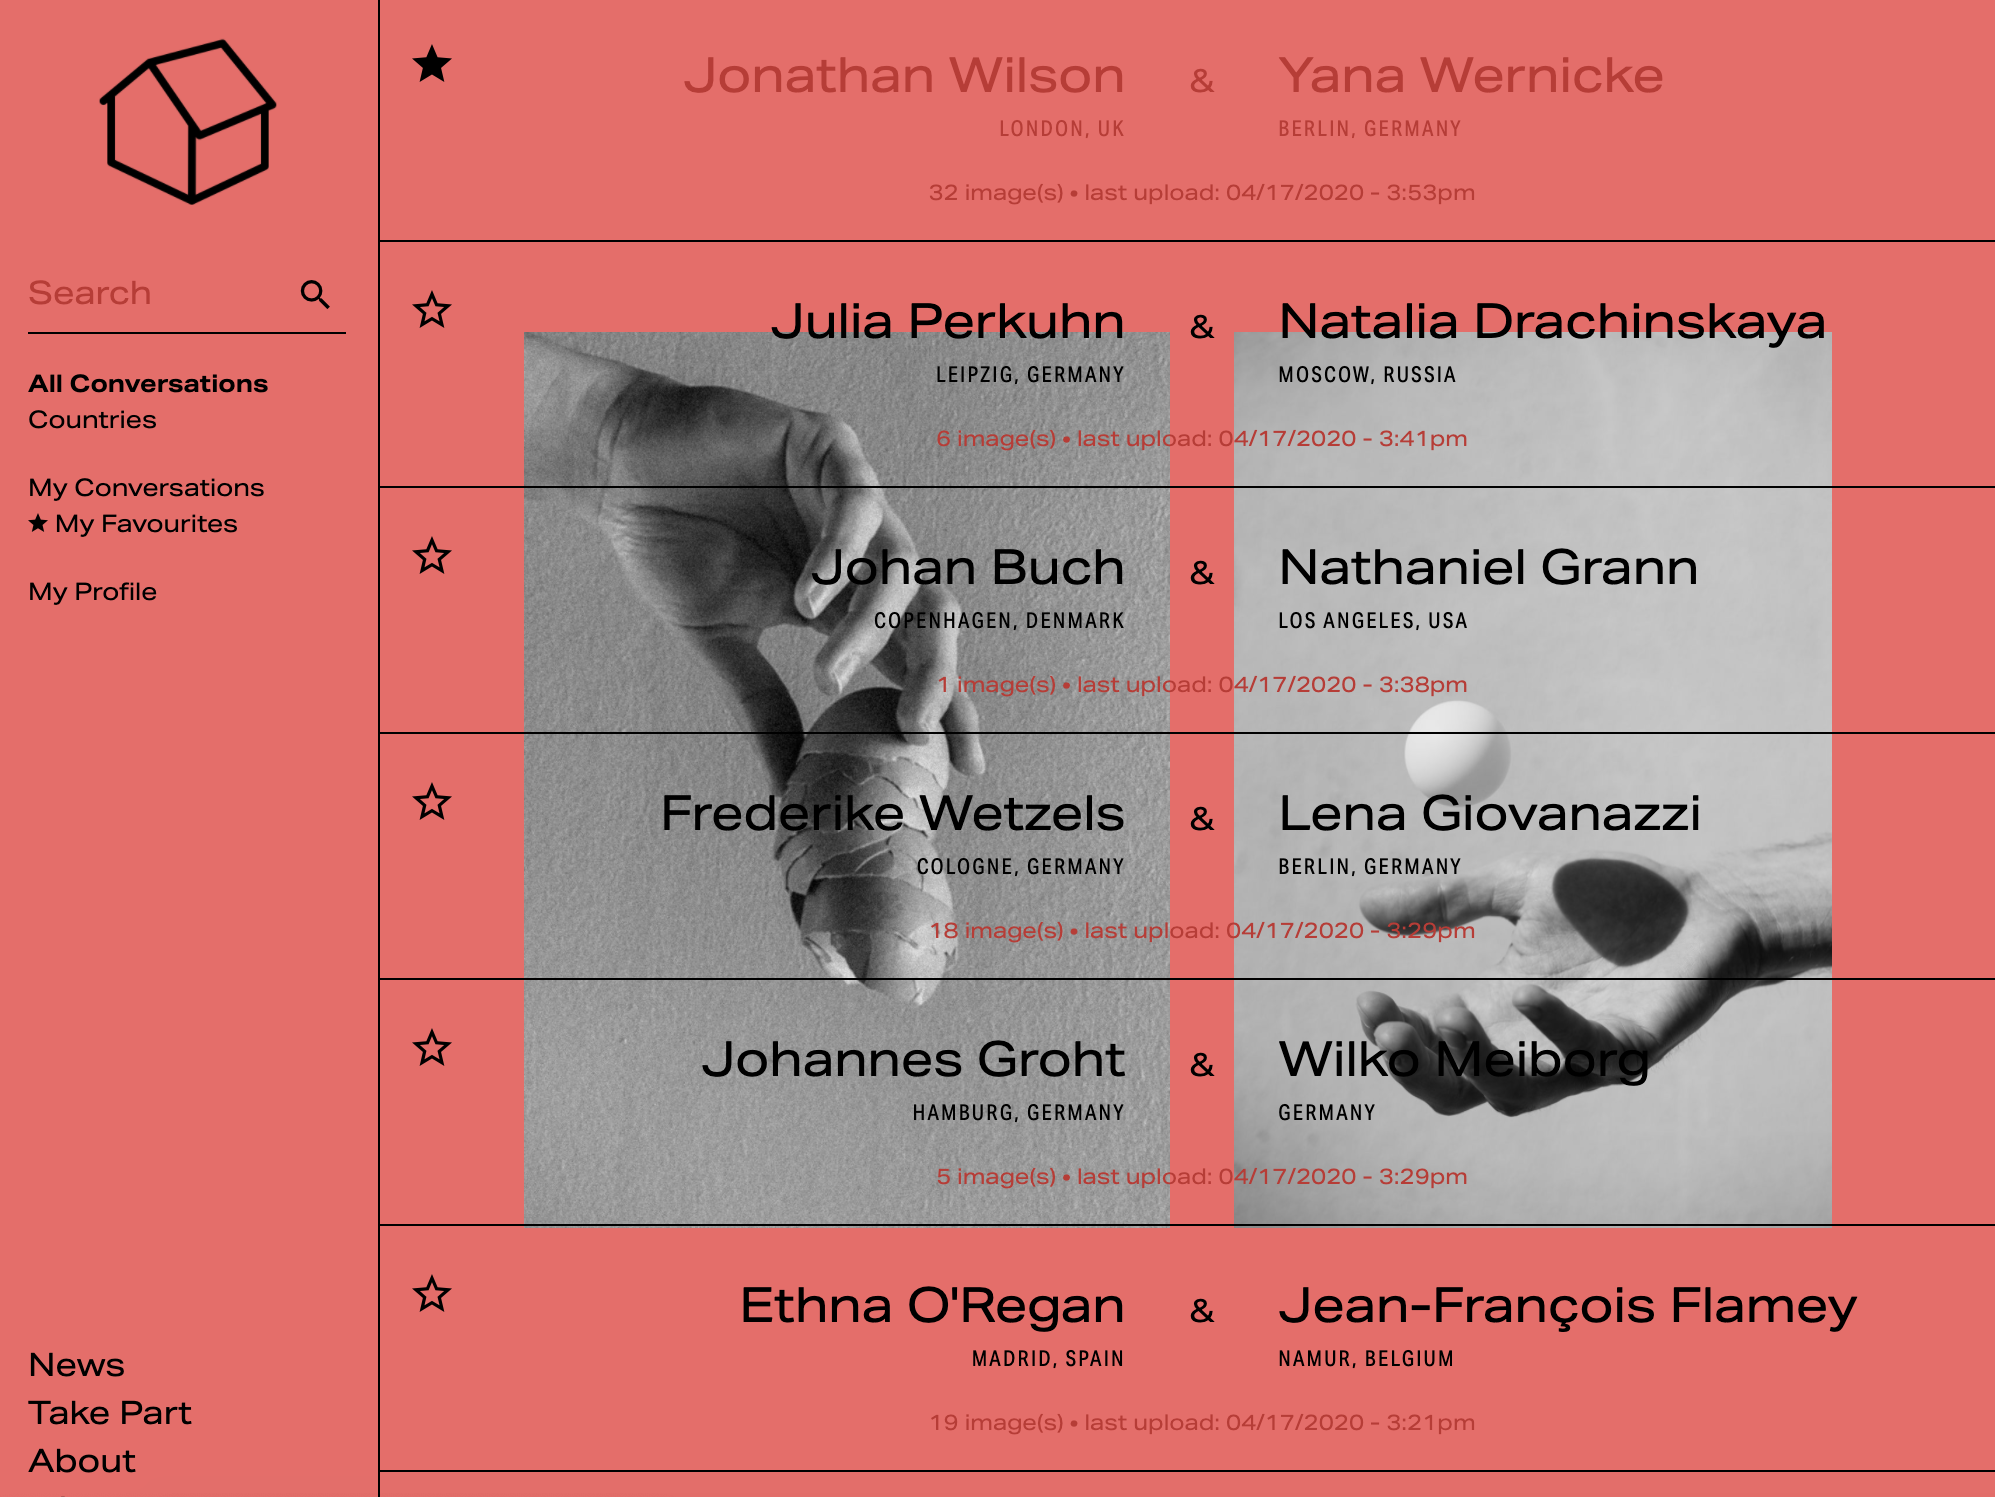 Search
All Conversations
Countries
My Conversations
★ My Favourites
My Profile
News
Take Part
About
Jonathan Wilson & Yana Wernicke
LONDON, UK BERLIN, GERMANY
32 image(s) • last upload: 04/17/2020 - 3:53pm
Julia Perkuhn & Natalia Drachinskaya
LEIPZIG, GERMANY MOSCOW, RUSSIA
6 image(s) • last upload: 04/17/2020 - 3:41pm
Johan Buch & Nathaniel Grann
COPENHAGEN, DENMARK LOS ANGELES, USA
1 image(s) • last upload: 04/17/2020 - 3:38pm
Frederike Wetzels & Lena Giovanazzi
COLOGNE, GERMANY BERLIN, GERMANY
18 image(s) • last upload: 04/17/2020 - 3:29pm
Johannes Groht & Wilko Meiborg
HAMBURG, GERMANY GERMANY
5 image(s) • last upload: 04/17/2020 - 3:29pm
Ethna O'Regan & Jean-François Flamey
MADRID, SPAIN NAMUR, BELGIUM
19 image(s) • last upload: 04/17/2020 - 3:21pm